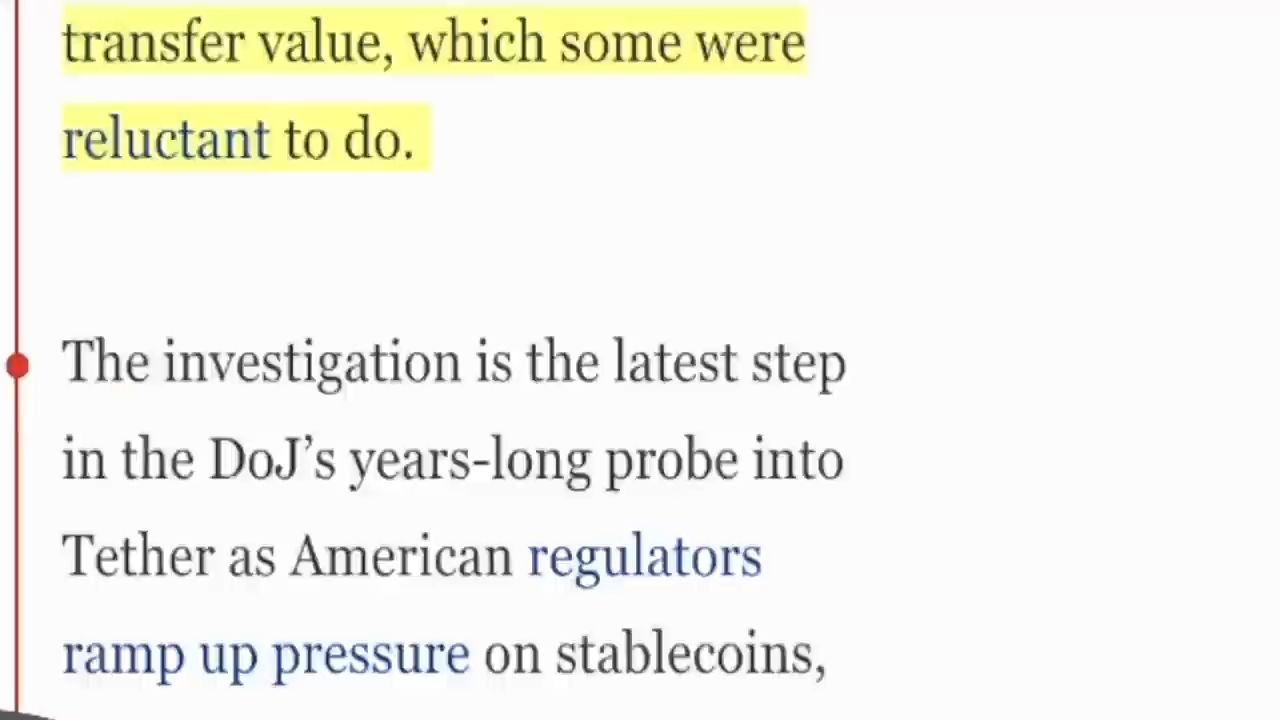 transfer value, which some were
reluctant to do.
The investigation is the latest step
in the DoJ’s years-long probe into
Tether as American regulators
ramp up pressure on stablecoins,